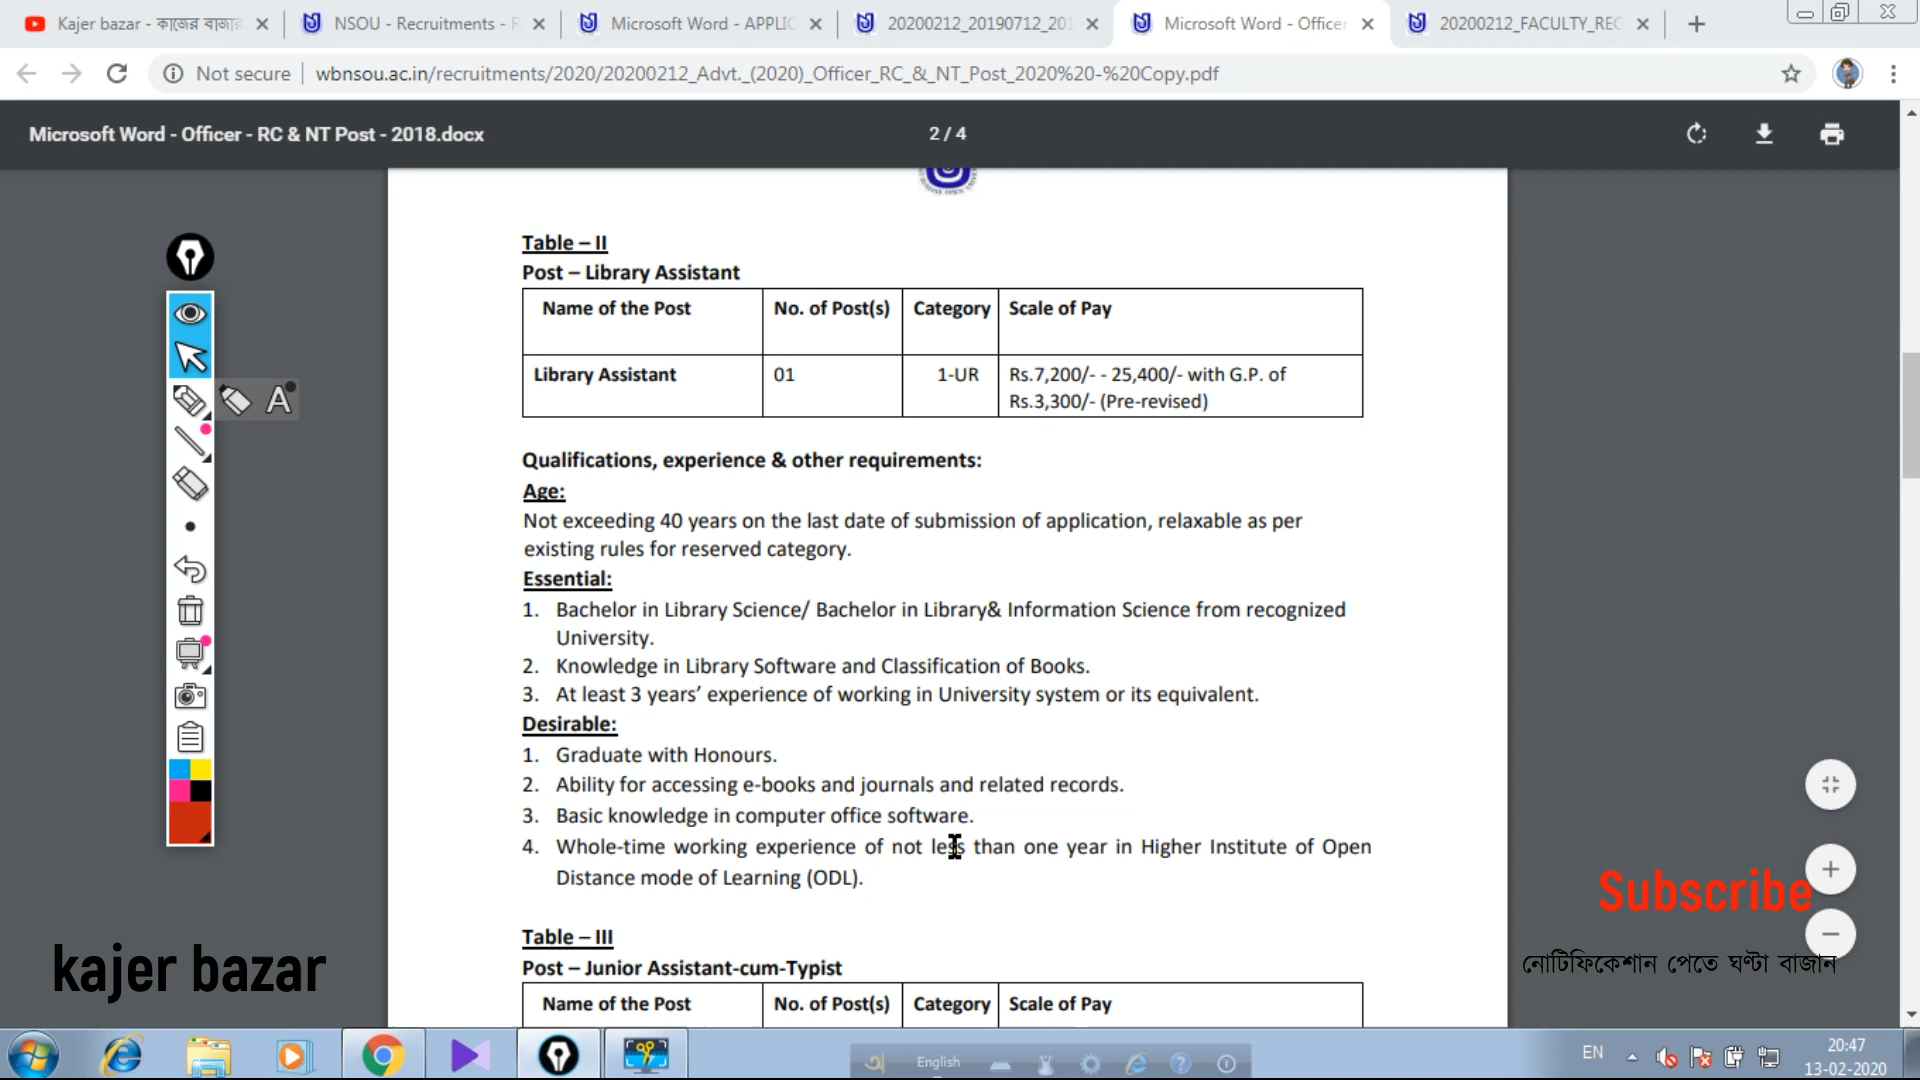 Kajer bazar - কাজের বাজার
NSOU - Recruitments - R
Microsoft Word - APPLIC
20200212_20190712_201
Microsoft Word - Officer
20200212_FACULTY_REC
Not secure
wbnsou.ac.in/recruitments/2020/20200212_Advt._(2020)_Officer_RC_&_NT_Post_2020%20-%20Copy.pdf
Microsoft Word - Officer - RC & NT Post - 2018.docx
2 / 4
Table – II
Post – Library Assistant
Name of the Post No. of Post(s) Category Scale of Pay
Library Assistant 01 1-UR Rs.7,200/- - 25,400/- with G.P. of
Rs.3,300/- (Pre-revised)
Qualifications, experience & other requirements:
Age:
Not exceeding 40 years on the last date of submission of application, relaxable as per
existing rules for reserved category.
Essential:
1. Bachelor in Library Science/ Bachelor in Library& Information Science from recognized
University.
2. Knowledge in Library Software and Classification of Books.
3. At least 3 years’ experience of working in University system or its equivalent.
Desirable:
1. Graduate with Honours.
2. Ability for accessing e-books and journals and related records.
3. Basic knowledge in computer office software.
4. Whole-time working experience of not less than one year in Higher Institute of Open
Distance mode of Learning (ODL).
Table – III
Post – Junior Assistant-cum-Typist
Name of the Post No. of Post(s) Category Scale of Pay
A
Subscribe
নোটিফিকেশান পেতে ঘণ্টা বাজান
kajer bazar
অ English
EN
20:47
13-02-2020